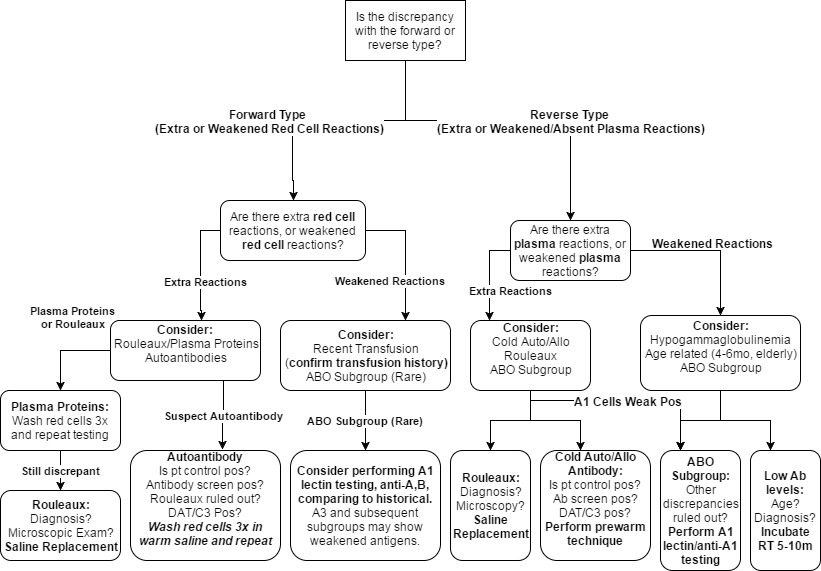 Is the discrepancy
with the forward or
reverse type?
Forward Type
(Extra or Weakened Red Cell Reactions)
Reverse Type
(Extra or Weakened/Absent Plasma Reactions)
Are there extra red cell
reactions, or weakened
red cell reactions?
Are there extra
plasma reactions, or
weakened plasma
reactions?
Extra Reactions
Weakened Reactions
Extra Reactions
Weakened Reactions
Plasma Proteins
or Rouleaux
Consider:
Rouleaux/Plasma Proteins
Autoantibodies
Consider:
Recent Transfusion
(confirm transfusion history)
ABO Subgroup (Rare)
Consider:
Cold Auto/Allo
Rouleaux
ABO Subgroup
Consider:
Hypogammaglobulinemia
Age related (4-6mo, elderly)
ABO Subgroup
Plasma Proteins:
Wash red cells 3x
and repeat testing
Suspect Autoantibody
ABO Subgroup (Rare)
A1 Cells Weak Pos
Still discrepant
Rouleaux:
Diagnosis?
Microscopic Exam?
Saline Replacement
Autoantibody
Is pt control pos?
Antibody screen pos?
Rouleaux ruled out?
DAT/C3 Pos?
Wash red cells 3x in
warm saline and repeat
Consider performing A1
lectin testing, anti-A,B,
comparing to historical.
A3 and subsequent
subgroups may show
weakened antigens.
Rouleaux:
Diagnosis?
Microscopy?
Saline
Replacement
Cold Auto/Allo
Antibody:
Is pt control pos?
Ab screen pos?
DAT/C3 pos?
Perform prewarm
technique
ABO
Subgroup:
Other
discrepancies
ruled out?
Perform A1
lectin/anti-A1
testing
Low Ab
levels:
Age?
Diagnosis?
Incubate
RT 5-10m